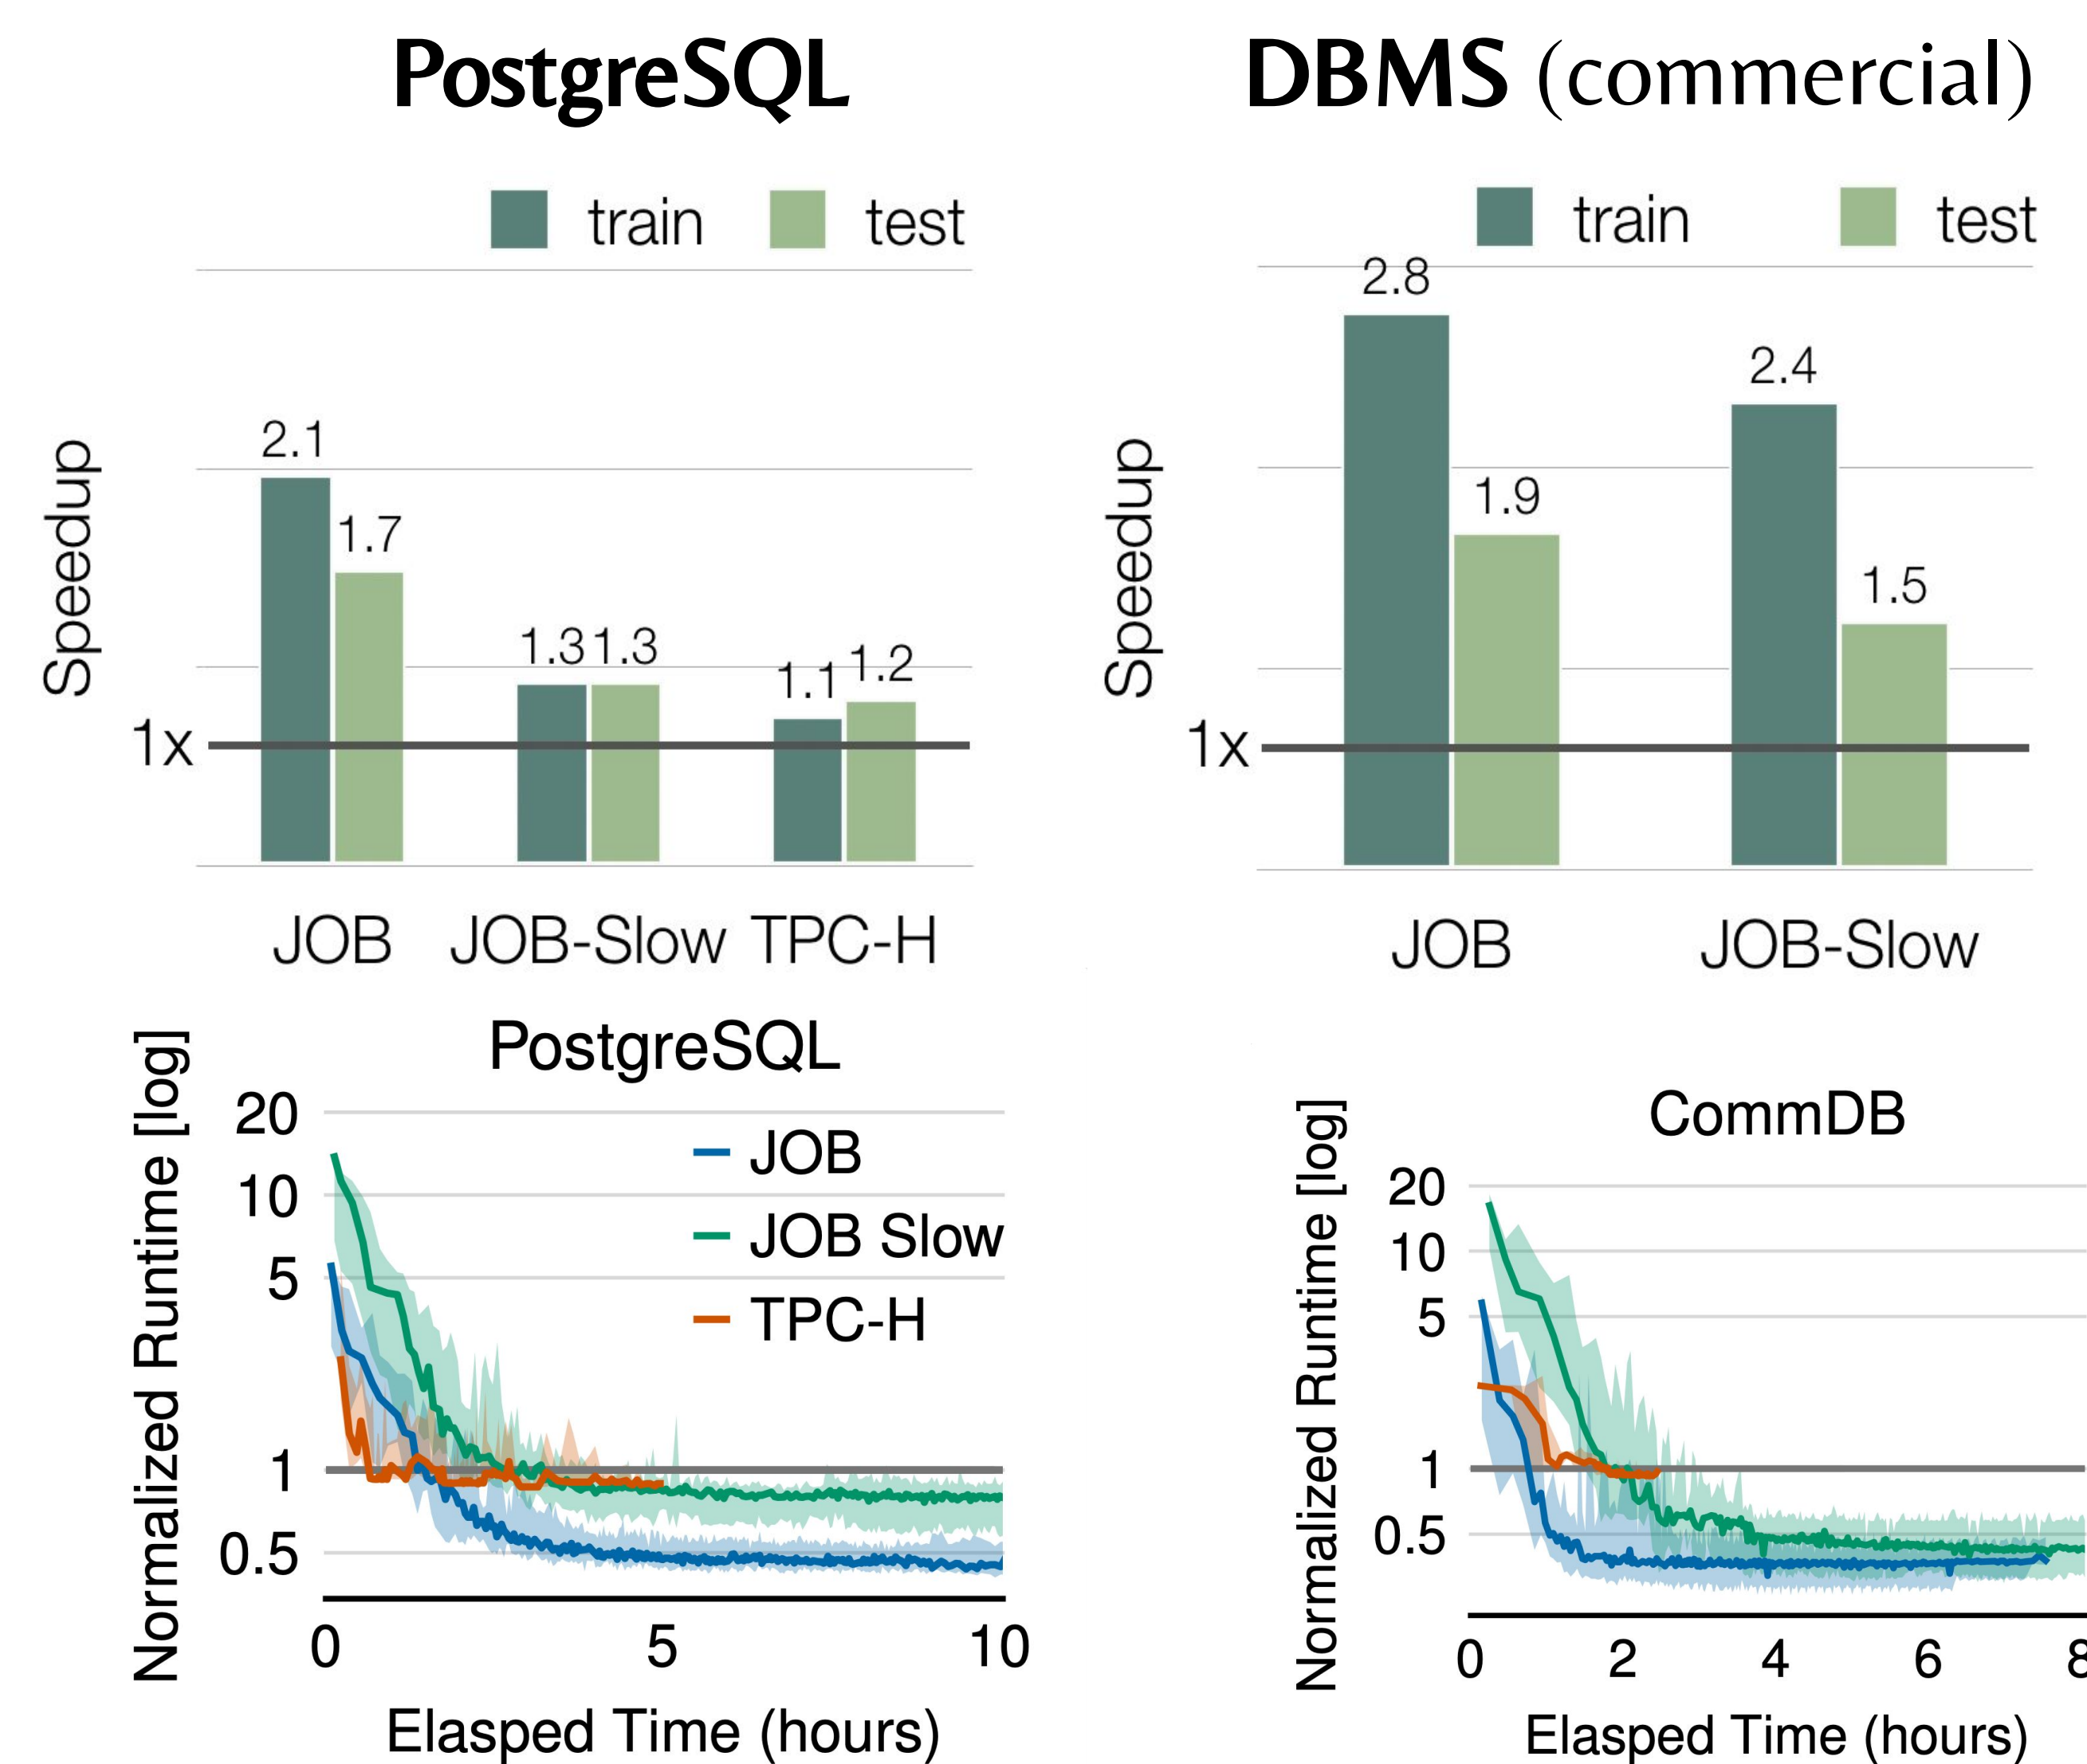 PostgreSQL
DBMS (commercial)
train test
2.1
1.7
1.3 1.3
1.1 1.2
Speedup
1x
JOB JOB-Slow TPC-H
train test
2.8
2.4
1.9
1.5
Speedup
1x
JOB JOB-Slow
PostgreSQL
Normalized Runtime [log]
20
10
5
1
0.5
JOB
JOB Slow
TPC-H
0 5 10
Elasped Time (hours)
CommDB
Normalized Runtime [log]
20
10
5
1
0.5
0 2 4 6 8
Elasped Time (hours)